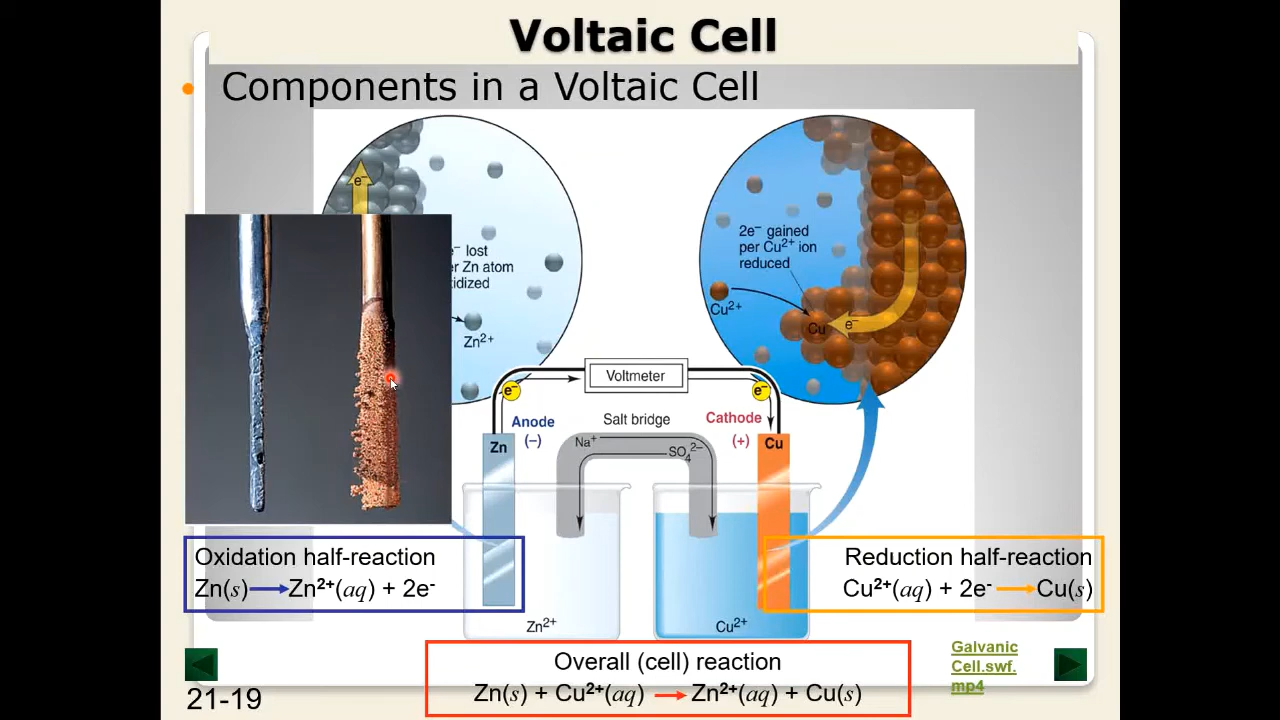 Voltaic Cell
• Components in a Voltaic Cell
e⁻
e⁻ lost
er Zn atom
idized
Zn²⁺
2e⁻ gained
per Cu²⁺ ion
reduced
Cu²⁺
Cu
e⁻
Voltmeter
e⁻
e⁻
Anode
(–)
Salt bridge
Cathode
(+)
Zn
Na⁺
SO₄²⁻
Cu
Oxidation half-reaction
Zn(s) → Zn²⁺(aq) + 2e⁻
Reduction half-reaction
Cu²⁺(aq) + 2e⁻ → Cu(s)
Zn²⁺
Cu²⁺
Overall (cell) reaction
Zn(s) + Cu²⁺(aq) → Zn²⁺(aq) + Cu(s)
Galvanic
Cell.swf.
mp4
21-19